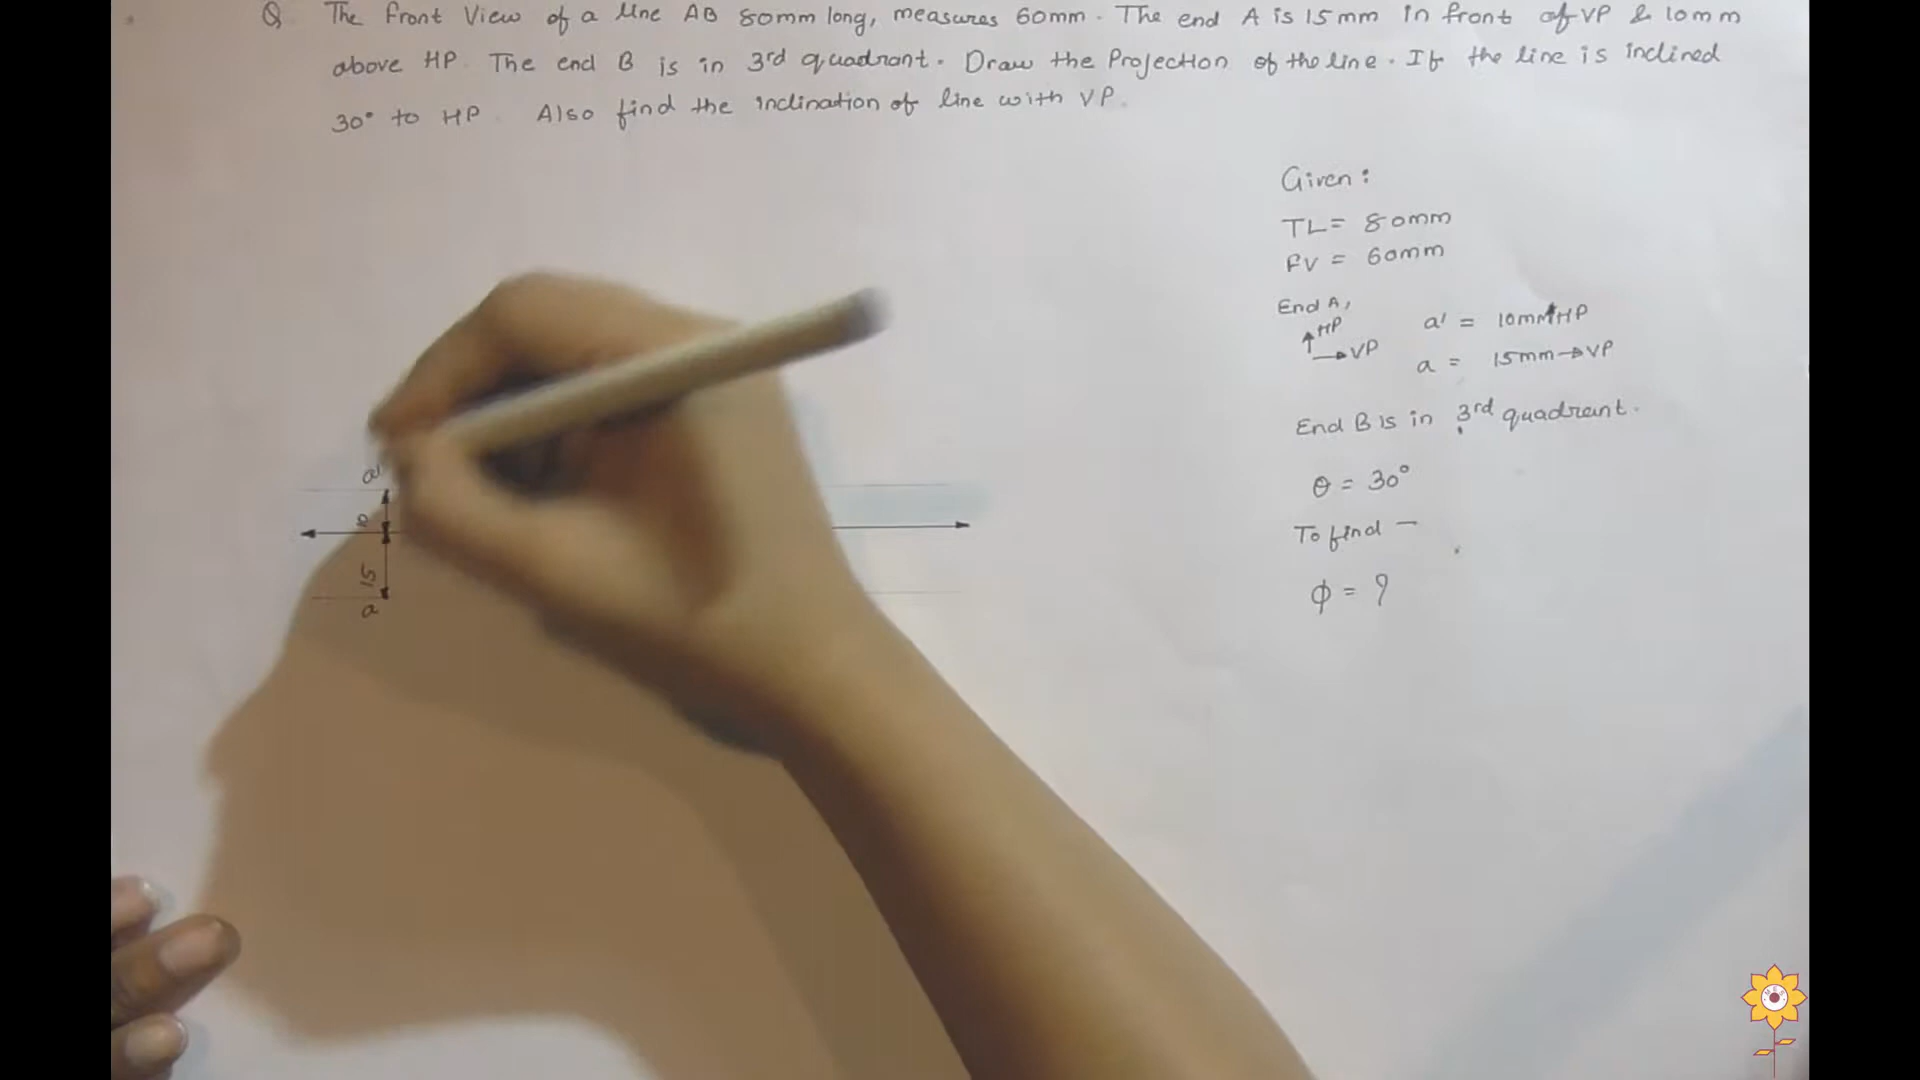 Q The front View of a line AB 80mm long, measures 60mm. The end A is 15mm in front of VP & 10mm
above HP. The end B is in 3rd quadrant. Draw the Projection of the line. If the line is inclined
30° to HP. Also find the inclination of line with VP.
Given:
TL = 80mm
FV = 60mm
End A,
↑HP
→VP
a' = 10mm↑HP
a = 15mm→VP
End B is in 3rd quadrant.
θ = 30°
To find —
ϕ = ?
a'
10
15
a